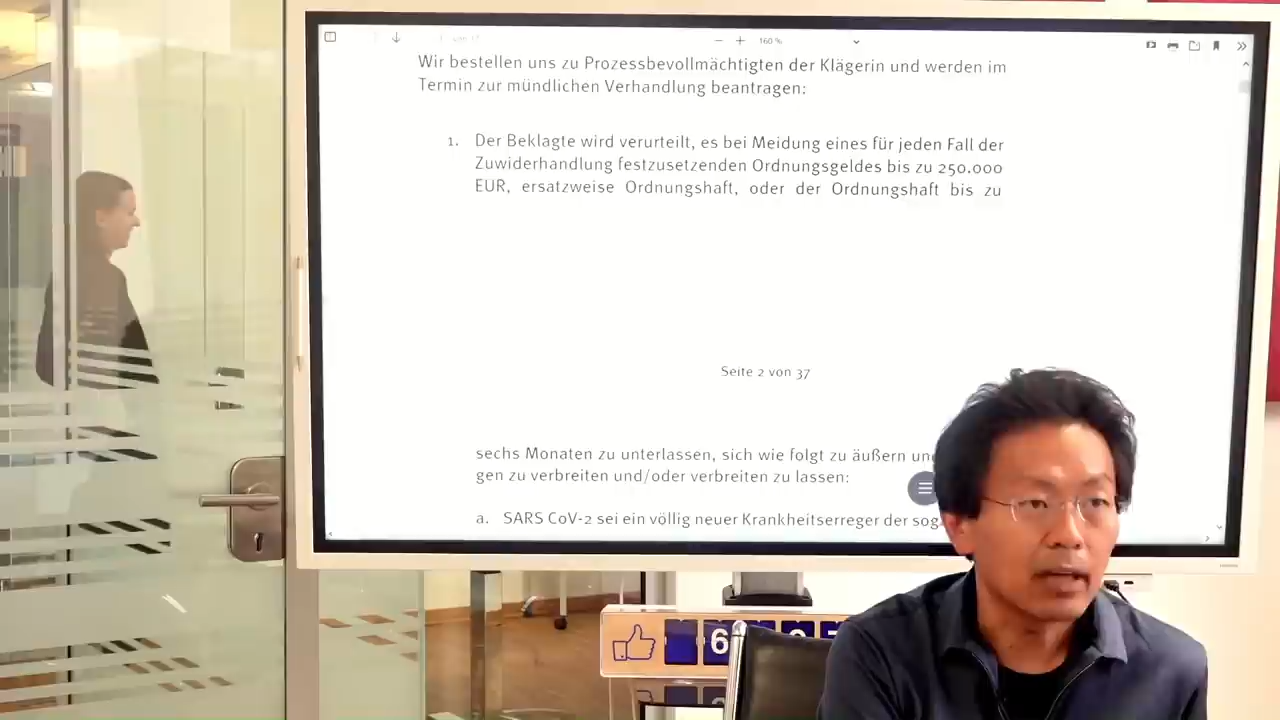 160 %
Wir bestellen uns zu Prozessbevollmächtigten der Klägerin und werden im
Termin zur mündlichen Verhandlung beantragen:
1. Der Beklagte wird verurteilt, es bei Meidung eines für jeden Fall der
Zuwiderhandlung festzusetzenden Ordnungsgeldes bis zu 250.000
EUR, ersatzweise Ordnungshaft, oder der Ordnungshaft bis zu
Seite 2 von 37
sechs Monaten zu unterlassen, sich wie folgt zu äußern
gen zu verbreiten und/oder verbreiten zu lassen:
a. SARS CoV-2 sei ein völlig neuer Krankheitserreger der sog
6